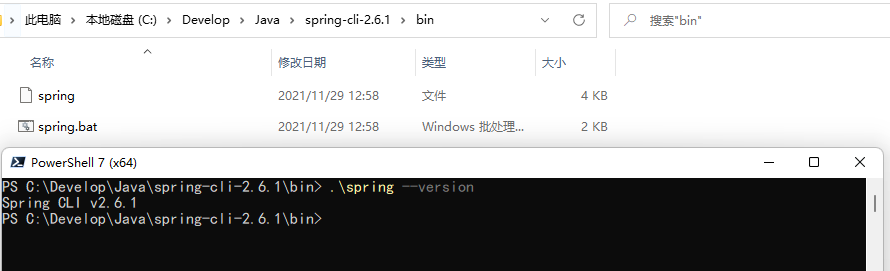 此电脑 › 本地磁盘 (C:) › Develop › Java › spring-cli-2.6.1 › bin 搜索"bin"
名称 修改日期 类型 大小
spring 2021/11/29 12:58 文件 4 KB
spring.bat 2021/11/29 12:58 Windows 批处理... 2 KB
PowerShell 7 (x64)
PS C:\Develop\Java\spring-cli-2.6.1\bin> .\spring --version
Spring CLI v2.6.1
PS C:\Develop\Java\spring-cli-2.6.1\bin>